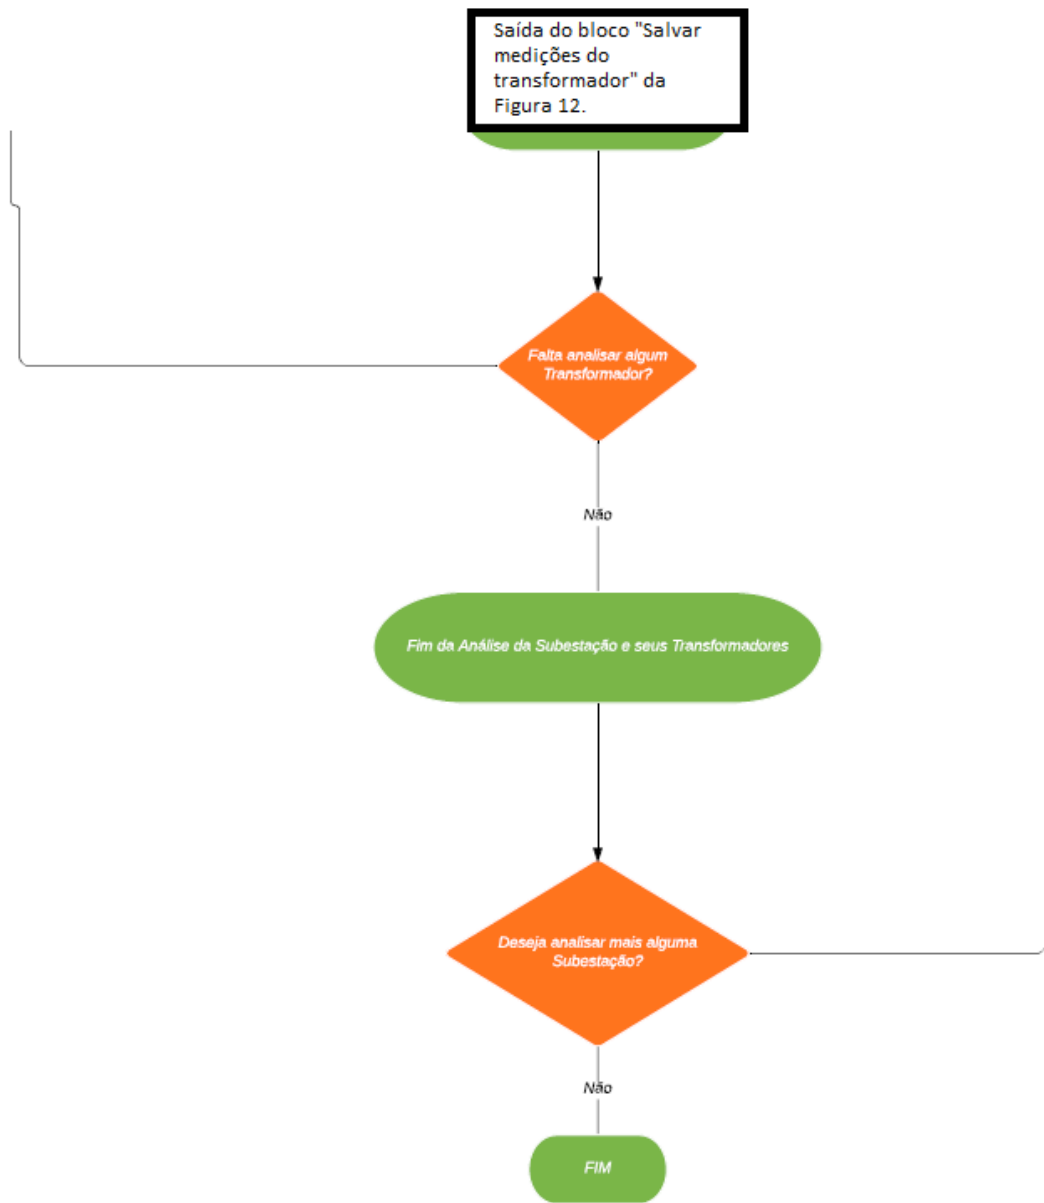 Saída do bloco "Salvar
medições do
transformador" da
Figura 12.
Falta analisar algum
Transformador?
Não
Fim da Análise da Subestação e seus Transformadores
Deseja analisar mais alguma
Subestação?
Não
FIM